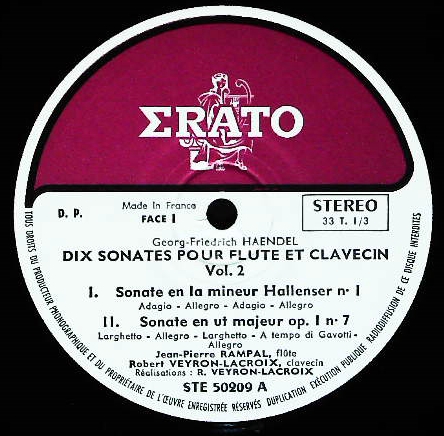 ΣRATO
D. P.
Made In France
FACE I
STEREO
33 T. 1/3
Georg-Friedrich HAENDEL
DIX SONATES POUR FLUTE ET CLAVECIN
Vol. 2
I. Sonate en la mineur Hallenser nº 1
Adagio - Allegro - Adagio - Allegro
II. Sonate en ut majeur op. I nº 7
Larghetto - Allegro - Larghetto - A tempo di Gavotti-
Allegro
Jean-Pierre RAMPAL, flûte
Robert VEYRON-LACROIX, clavecin
Réalisations : R. VEYRON-LACROIX
STE 50209 A
TOUS DROITS DU PRODUCTEUR PHONOGRAPHIQUE ET DU PROPRIÉTAIRE DE L'ŒUVRE ENREGISTRÉE RÉSERVÉS DUPLICATION EXÉCUTION PUBLIQUE RADIODIFFUSION DE CE DISQUE INTERDITES